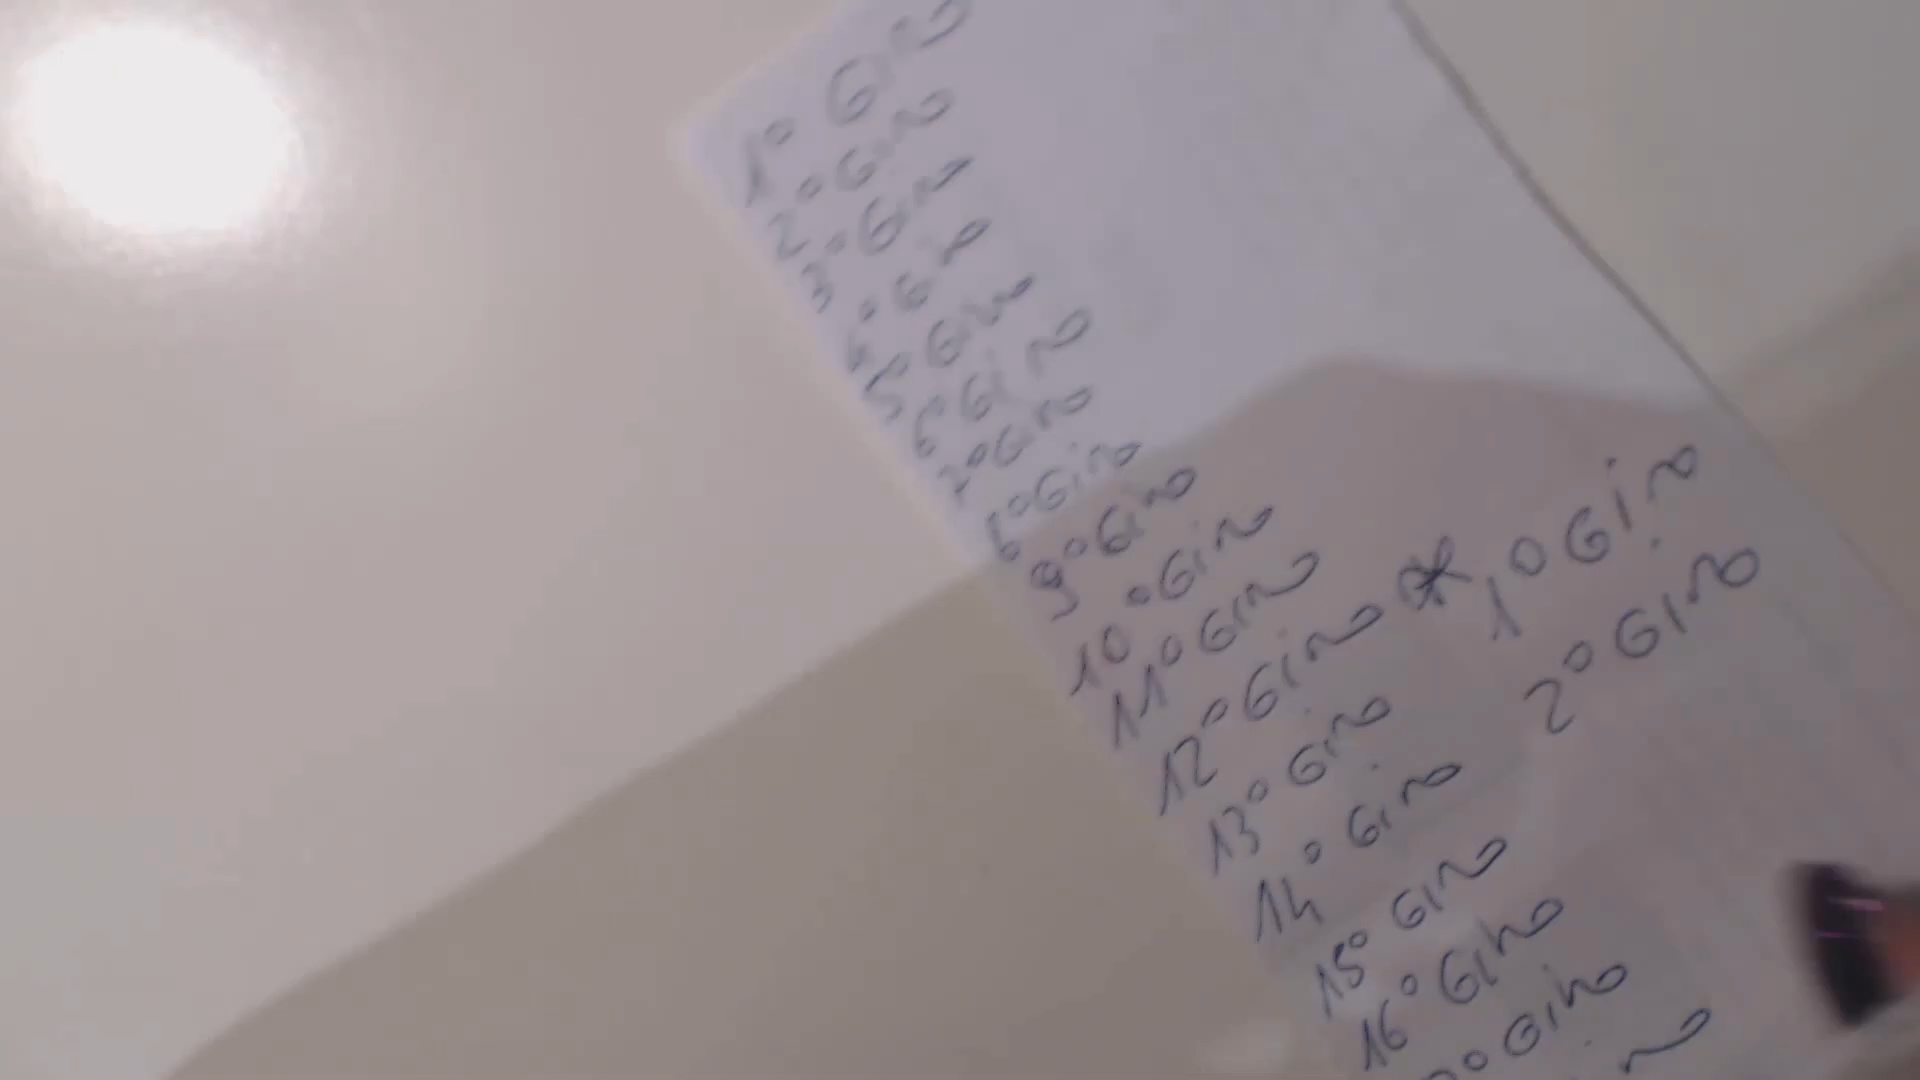 1° Giro
2° Giro
3° Giro
4° Giro
5° Giro
6° Giro
7° Giro
8° Giro
9° Giro
10° Giro
11° Giro
12° Giro * 1° Giro
13° Giro 2° Giro
14° Giro
15° Giro
16° Giro
Giro